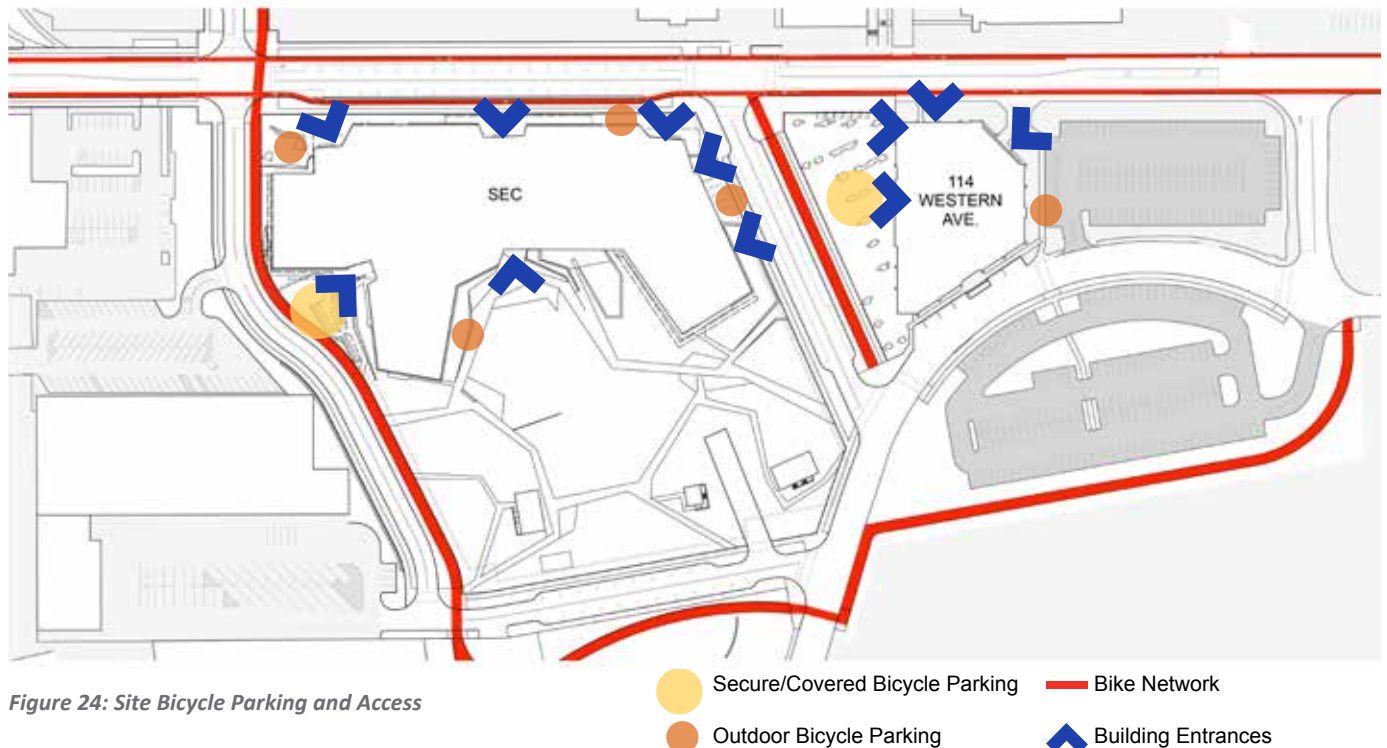 SEC
114
WESTERN
AVE.
Figure 24: Site Bicycle Parking and Access
Secure/Covered Bicycle Parking
Bike Network
Outdoor Bicycle Parking
Building Entrances